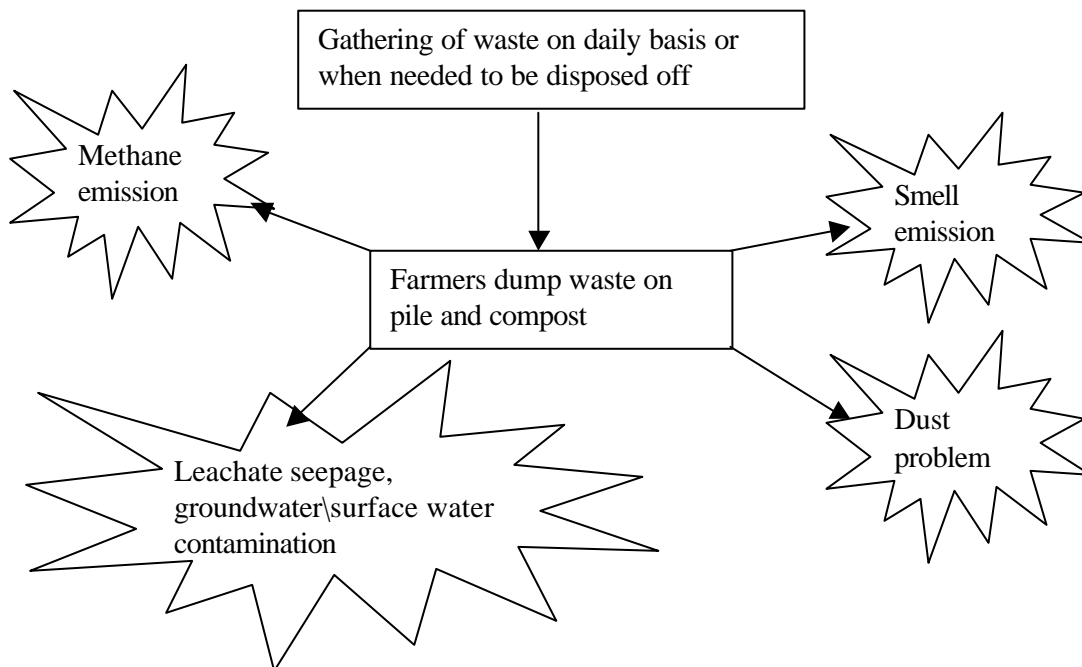 Gathering of waste on daily basis or
when needed to be disposed off
Methane
emission
Smell
emission
Farmers dump waste on
pile and compost
Dust
problem
Leachate seepage,
groundwater\surface water
contamination